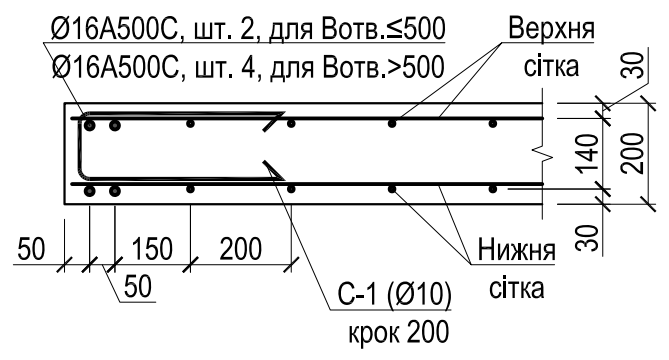 Ø16А500С, шт. 2, для Вотв.≤500
Ø16А500С, шт. 4, для Вотв.>500
Верхня
сітка
30
140
200
30
50
150
200
50
Нижня
сітка
С-1 (Ø10)
крок 200